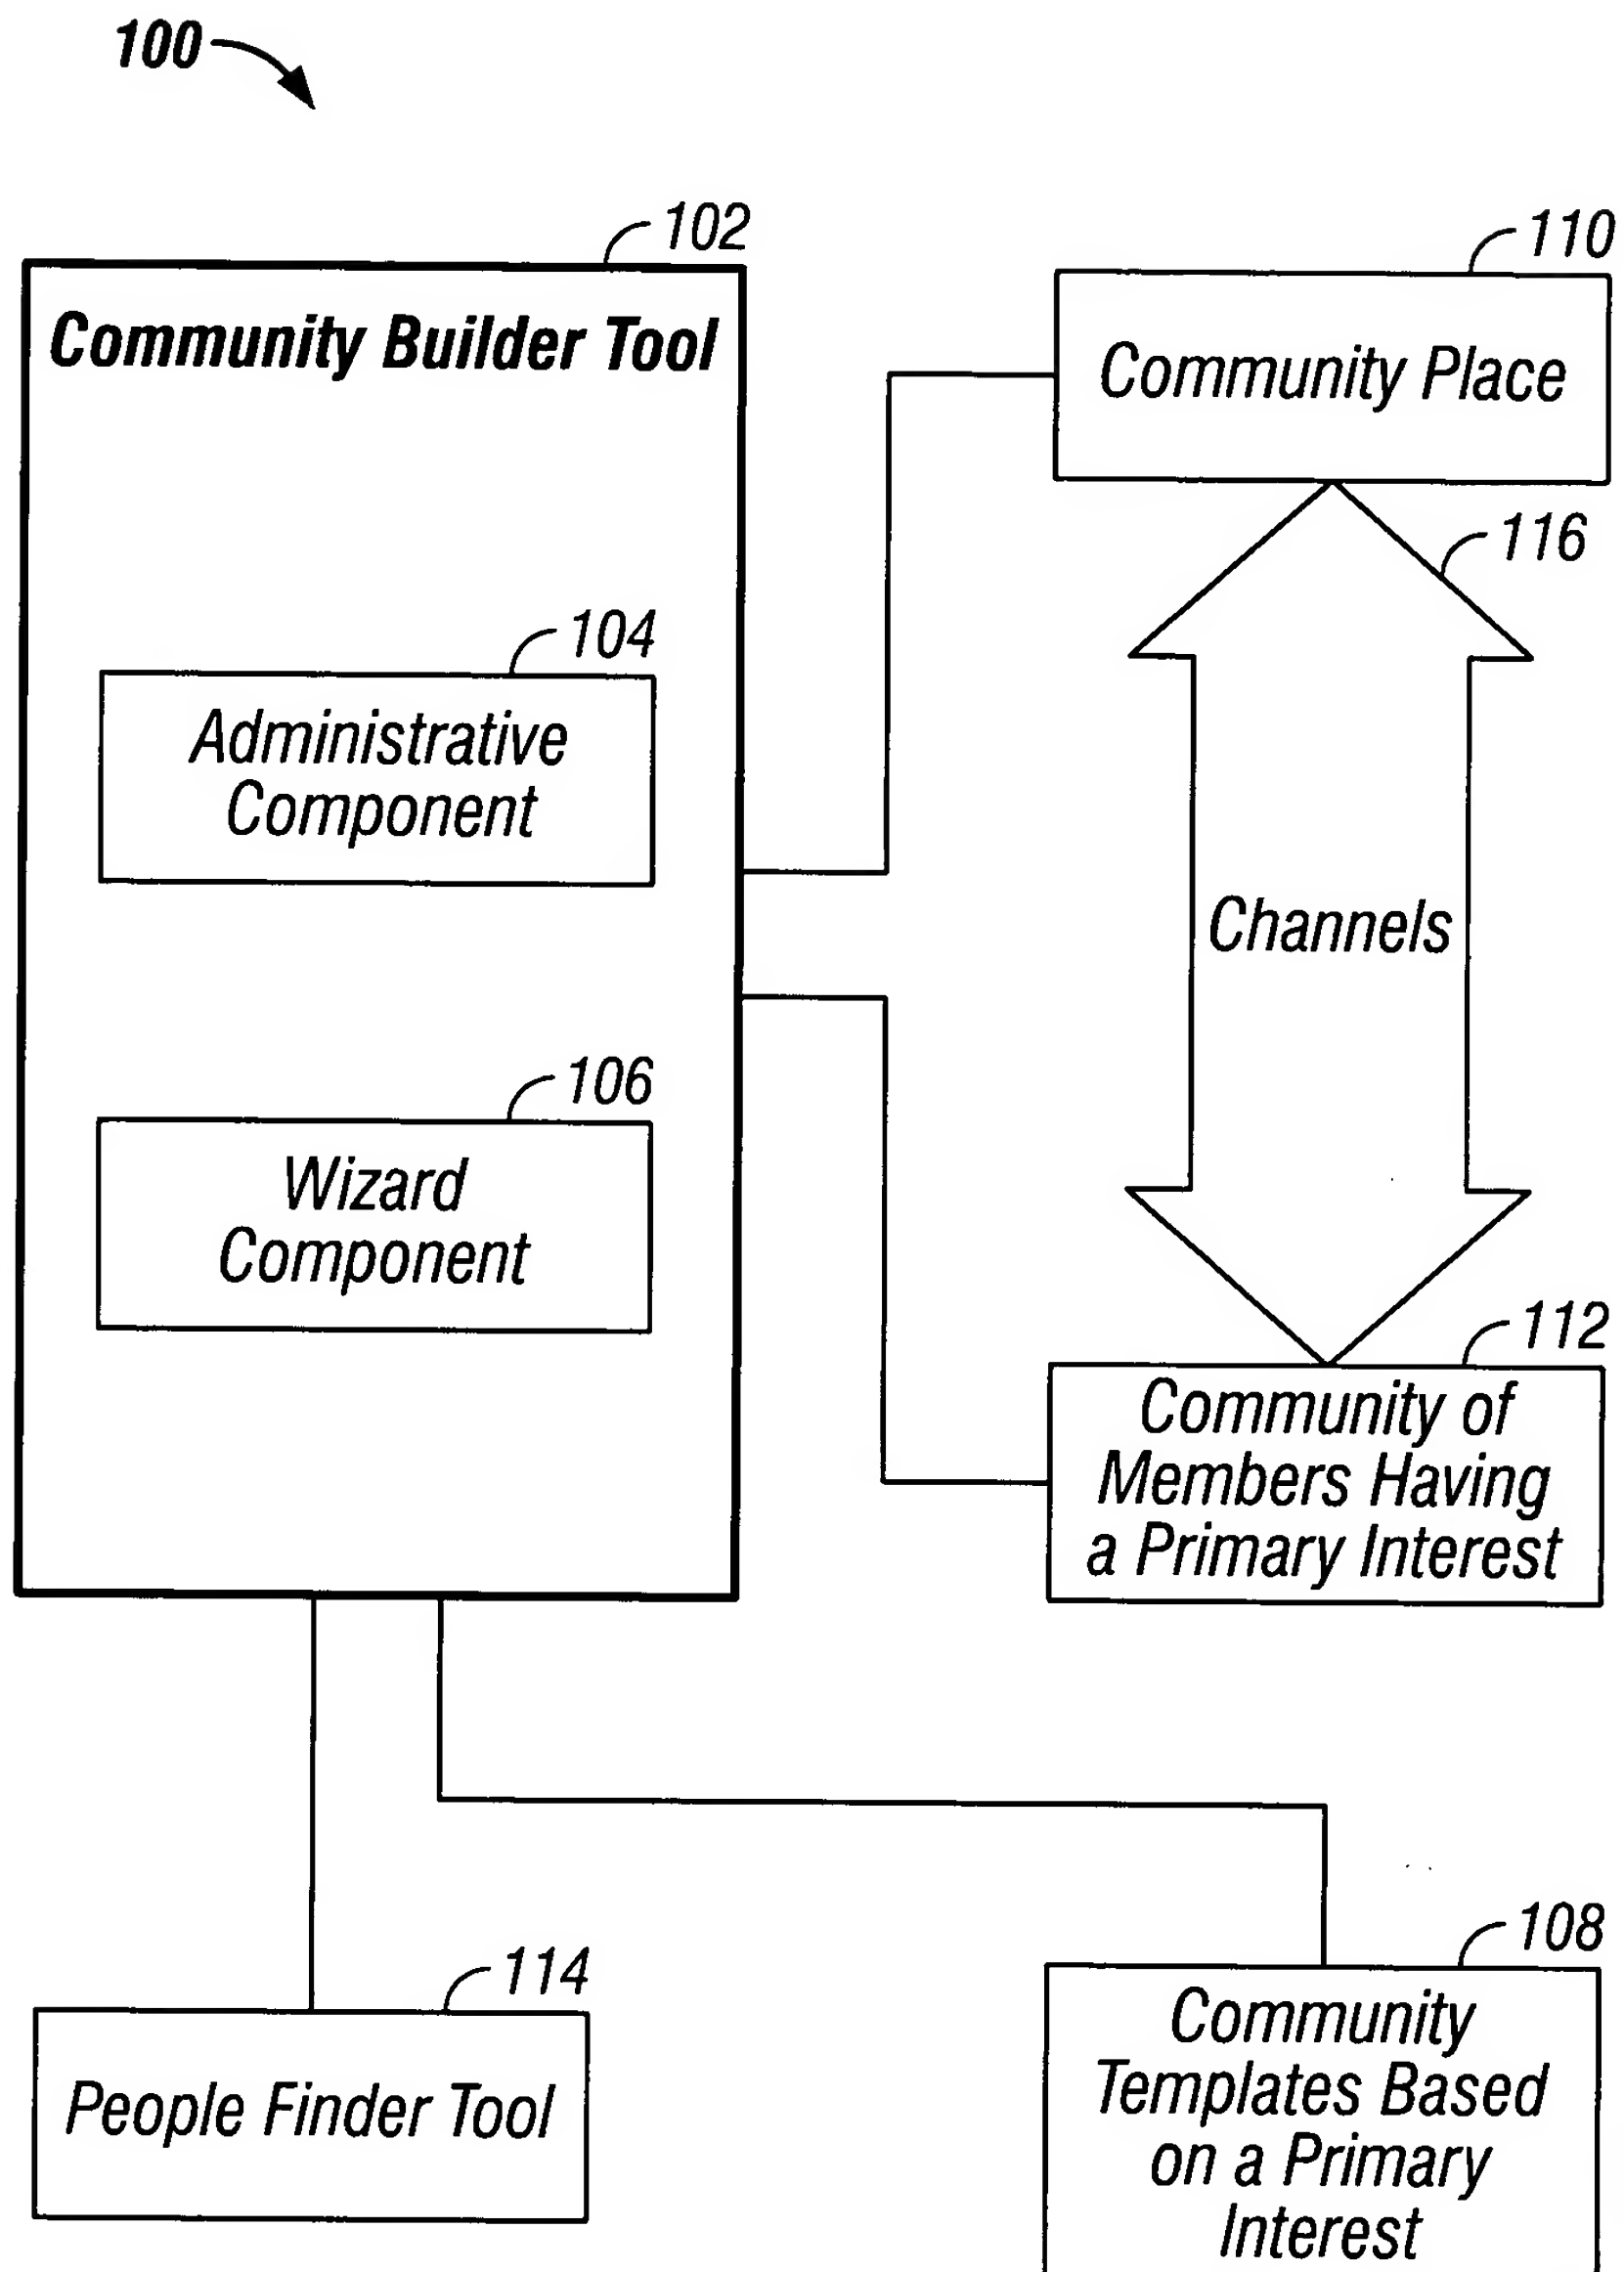 100
102
Community Builder Tool
104
Administrative
Component
106
Wizard
Component
110
Community Place
116
Channels
112
Community of
Members Having
a Primary Interest
114
People Finder Tool
108
Community
Templates Based
on a Primary
Interest